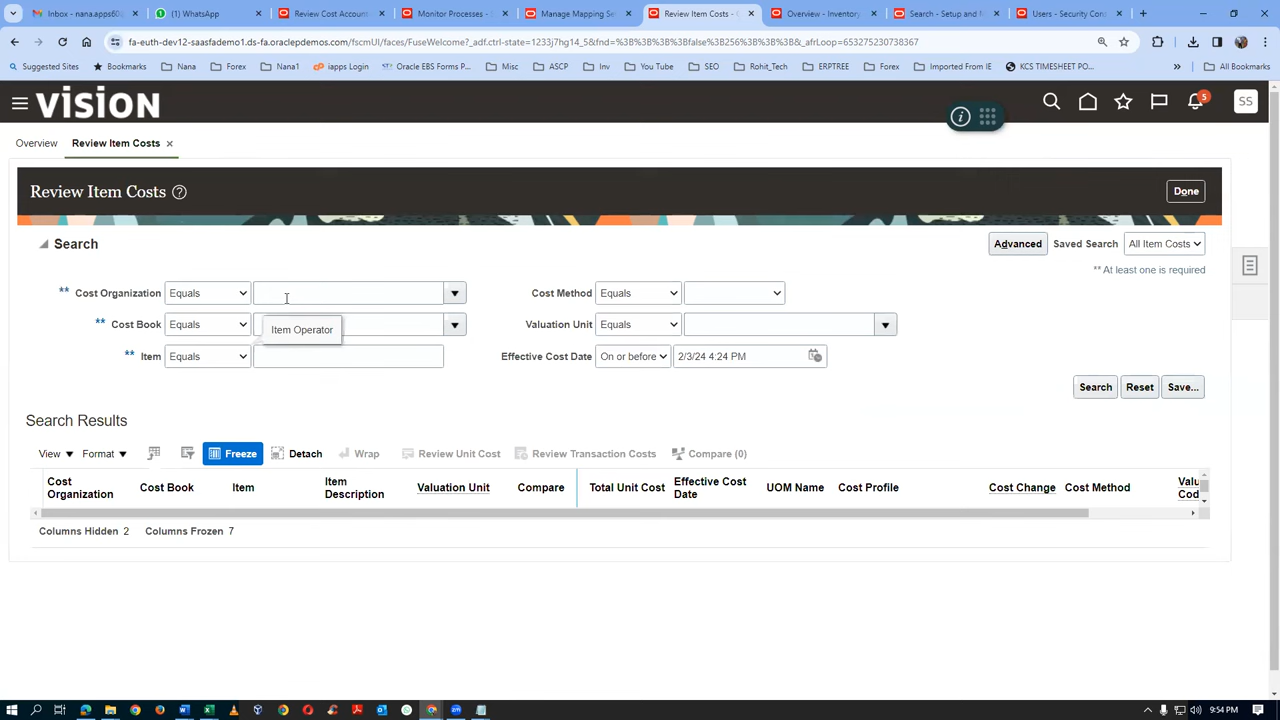 Inbox - nana.apps60@
(1) WhatsApp
Review Cost Account
Monitor Processes - S
Manage Mapping Se
Review Item Costs - C
Overview - Inventory
Search - Setup and M
Users - Security Con
fa-euth-dev12-saasfademo1.ds-fa.oraclepdemos.com/fscmUI/faces/FuseWelcome?_adf.ctrl-state=1233j7hg14_5&fnd=%3B%3B%3B%3Bfalse%3B256%3B%3B%3B&_afrLoop=653275230738367
Suggested Sites Bookmarks Nana Forex Nana1 iapps Login Oracle EBS Forms P... Misc ASCP Inv You Tube SEO Rohit_Tech ERPTREE Forex Imported From IE KCS TIMESHEET PO... » All Bookmarks
VISION
5
SS
Overview Review Item Costs
Review Item Costs
Done
Search
Advanced Saved Search All Item Costs
** At least one is required
** Cost Organization Equals Cost Method Equals
** Cost Book Equals Valuation Unit Equals
Item Operator
** Item Equals Effective Cost Date On or before 2/3/24 4:24 PM
Search Reset Save...
Search Results
View Format Freeze Detach Wrap Review Unit Cost Review Transaction Costs Compare (0)
Cost Organization Cost Book Item Item Description Valuation Unit Compare Total Unit Cost Effective Cost Date UOM Name Cost Profile Cost Change Cost Method Valu Cod
Columns Hidden 2 Columns Frozen 7
9:54 PM